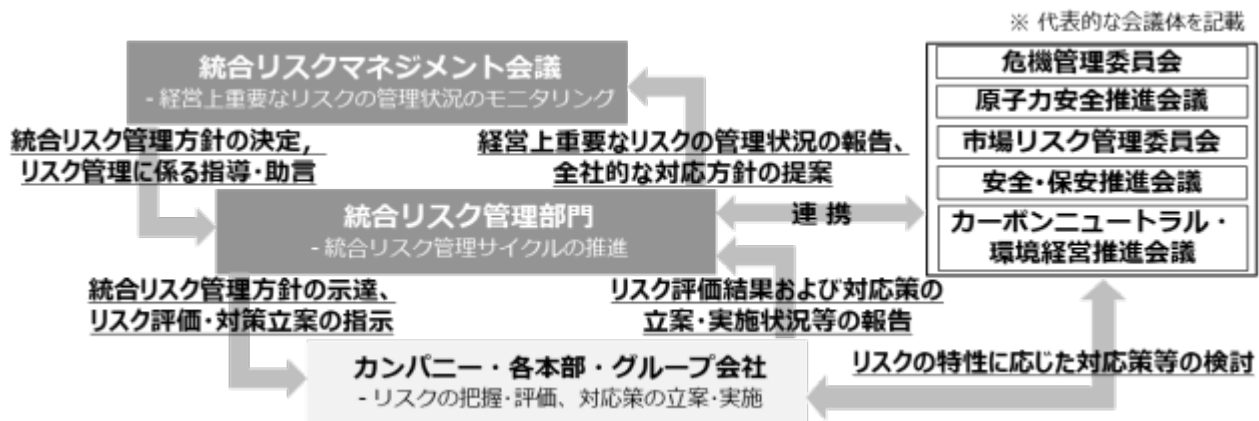 ※ 代表的な会議体を記載
統合リスクマネジメント会議
- 経営上重要なリスクの管理状況のモニタリング
危機管理委員会
原子力安全推進会議
市場リスク管理委員会
安全・保安推進会議
カーボンニュートラル・
環境経営推進会議
統合リスク管理方針の決定,
リスク管理に係る指導・助言
経営上重要なリスクの管理状況の報告、
全社的な対応方針の提案
統合リスク管理部門
- 統合リスク管理サイクルの推進
連 携
統合リスク管理方針の示達、
リスク評価・対策立案の指示
リスク評価結果および対応策の
立案・実施状況等の報告
カンパニー・各本部・グループ会社
- リスクの把握・評価、対応策の立案・実施
リスクの特性に応じた対応策等の検討